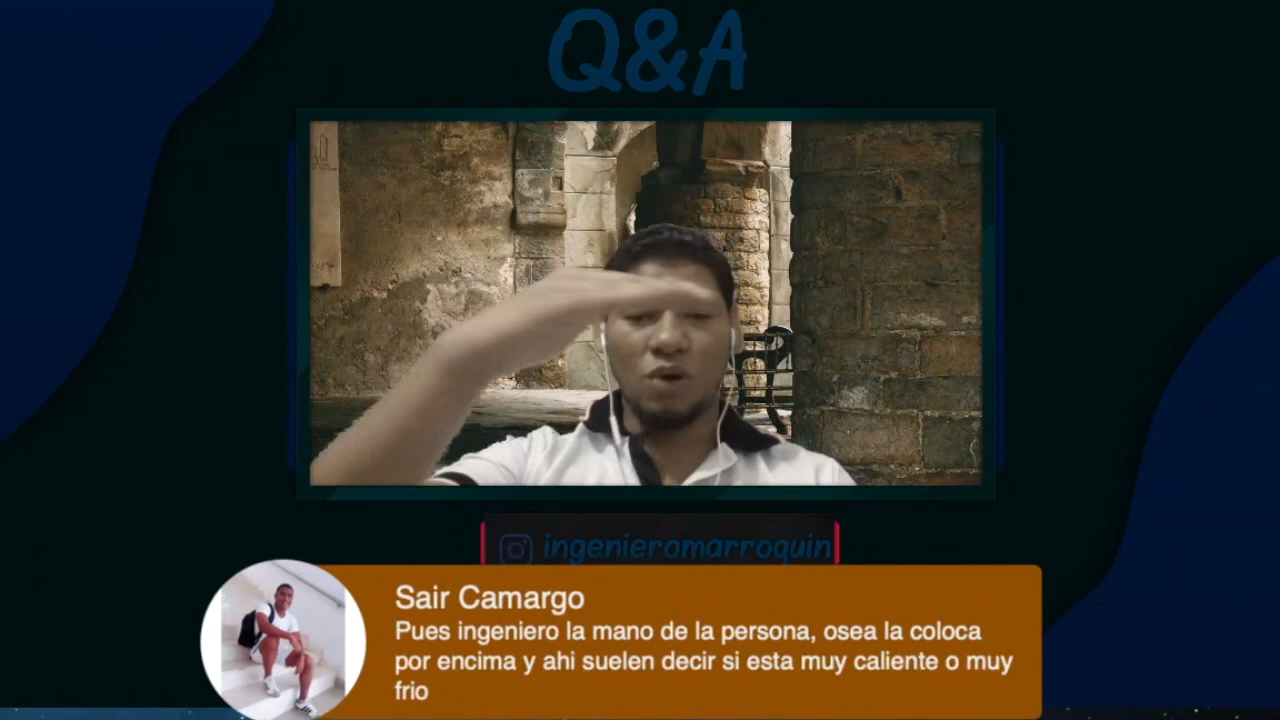 Q&A
ingenieromarroquin
Sair Camargo
Pues ingeniero la mano de la persona, osea la coloca
por encima y ahi suelen decir si esta muy caliente o muy
frio